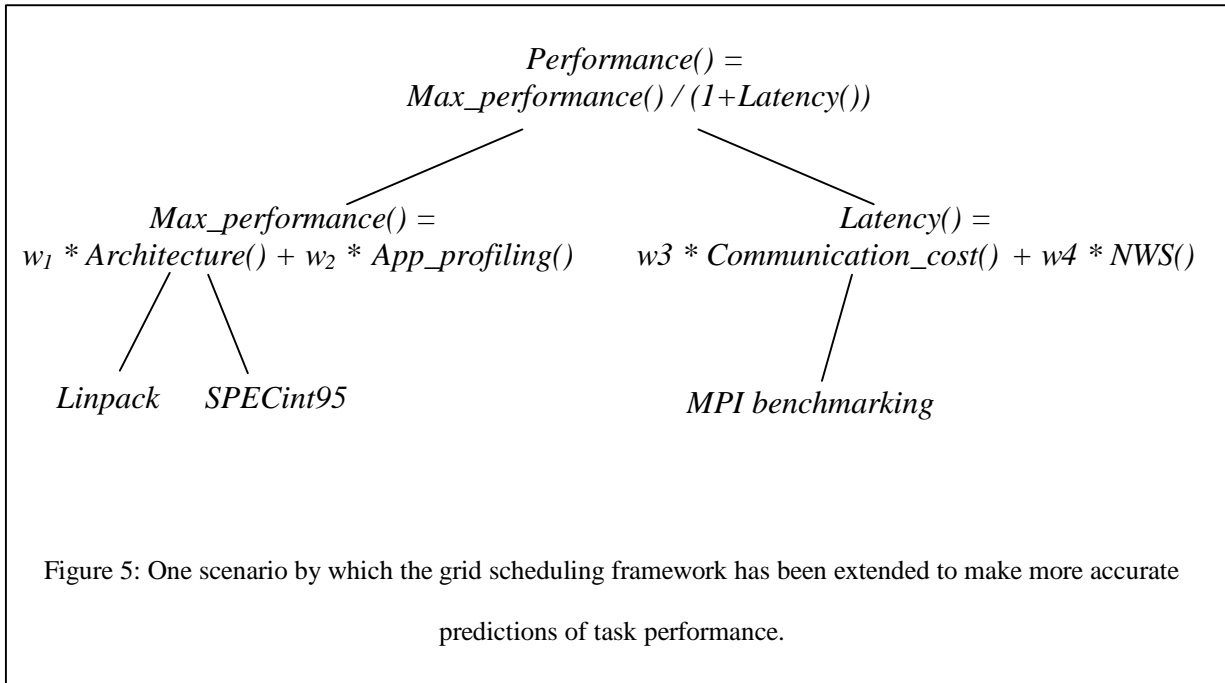 Performance() =
Max_performance() / (1+Latency())
Max_performance() =
w1 * Architecture() + w2 * App_profiling()
Latency() =
w3 * Communication_cost() + w4 * NWS()
Linpack
SPECint95
MPI benchmarking
Figure 5: One scenario by which the grid scheduling framework has been extended to make more accurate
predictions of task performance.